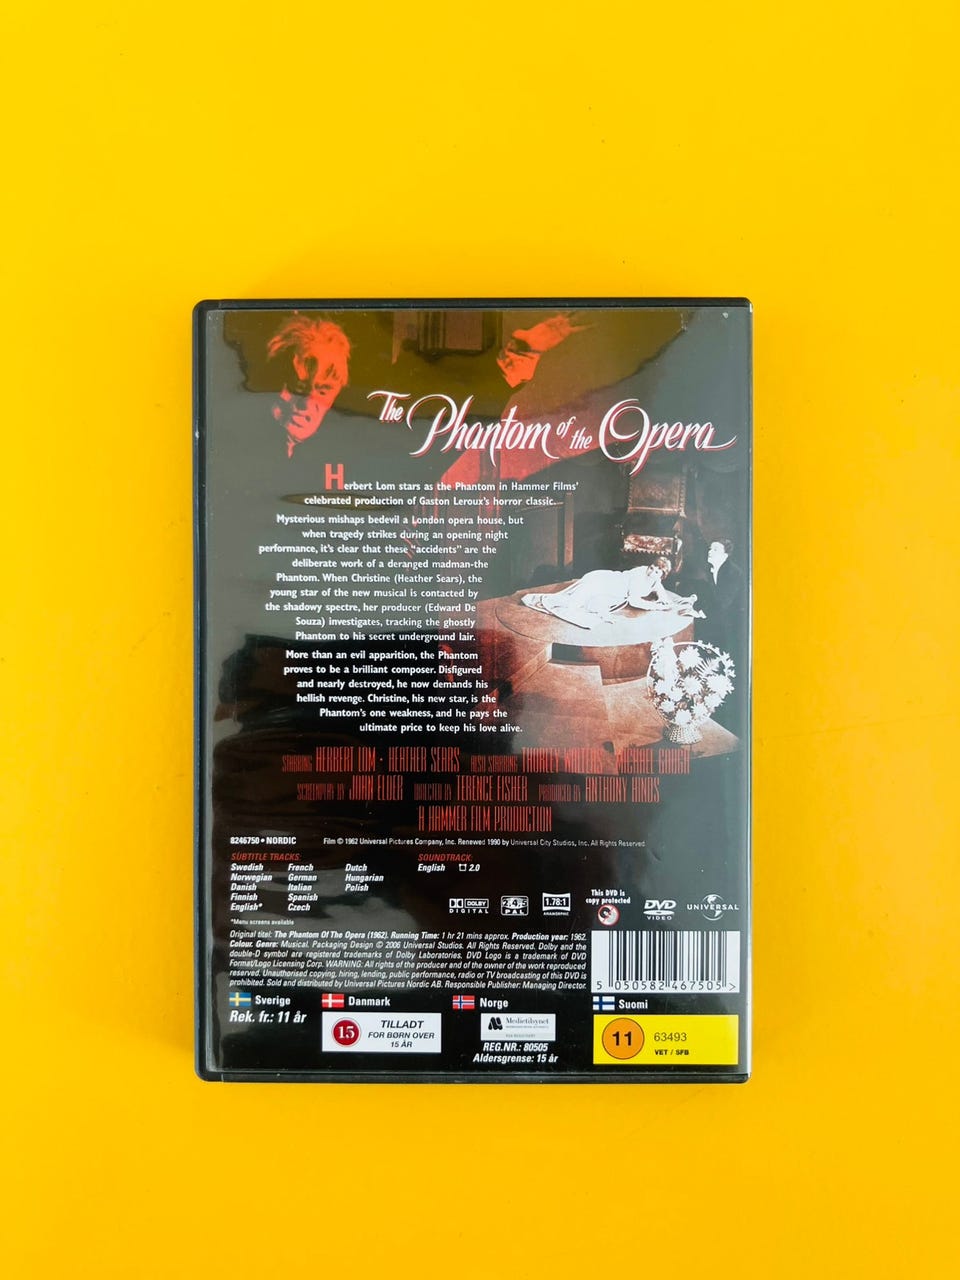 The Phantom of the Opera
Herbert Lom stars as the Phantom in Hammer Films'
celebrated production of Gaston Leroux's horror classic.
Mysterious mishaps bedevil a London opera house, but
when tragedy strikes during an opening night
performance, it's clear that these "accidents" are the
deliberate work of a deranged madman-the
Phantom. When Christine (Heather Sears), the
young star of the new musical is contacted by
the shadowy spectre, her producer (Edward De
Souza) investigates, tracking the ghostly
Phantom to his secret underground lair.
More than an evil apparition, the Phantom
proves to be a brilliant composer. Disfigured
and nearly destroyed, he now demands his
hellish revenge. Christine, his new star, is the
Phantom's one weakness, and he pays the
ultimate price to keep his love alive.
STARRING HERBERT LOM · HEATHER SEARS ALSO STARRING THORLEY WALTERS · MICHAEL GOUGH
SCREENPLAY BY JOHN ELDER DIRECTED BY TERENCE FISHER PRODUCED BY ANTHONY HINDS
A HAMMER FILM PRODUCTION
8246750 • NORDIC Film © 1962 Universal Pictures Company, Inc. Renewed 1990 by Universal City Studios, Inc. All Rights Reserved.
SUBTITLE TRACKS: SOUNDTRACK:
Swedish French Dutch English 2.0
Norwegian German Hungarian
Danish Italian Polish
Finnish Spanish
English* Czech
*Menu screens available
DOLBY DIGITAL 2 4 5 PAL 1.78:1 ANAMORPHIC This DVD is copy protected DVD VIDEO UNIVERSAL
Original titel: The Phantom Of The Opera (1962). Running Time: 1 hr 21 mins approx. Production year: 1962.
Colour. Genre: Musical. Packaging Design © 2006 Universal Studios. All Rights Reserved. Dolby and the
double-D symbol are registered trademarks of Dolby Laboratories. DVD Logo is a trademark of DVD
Format/Logo Licensing Corp. WARNING: All rights of the producer and of the owner of the work reproduced
reserved. Unauthorised copying, hiring, lending, public performance, radio or TV broadcasting of this DVD is
prohibited. Sold and distributed by Universal Pictures Nordic AB. Responsible Publisher: Managing Director.
5 050582 467505 >
Sverige Danmark Norge Suomi
Rek. fr.: 11 år
15 TILLADT
FOR BØRN OVER
15 ÅR
Medietilsynet
REG.NR.: 80505
Aldersgrense: 15 år
11 63493
VET / SFB